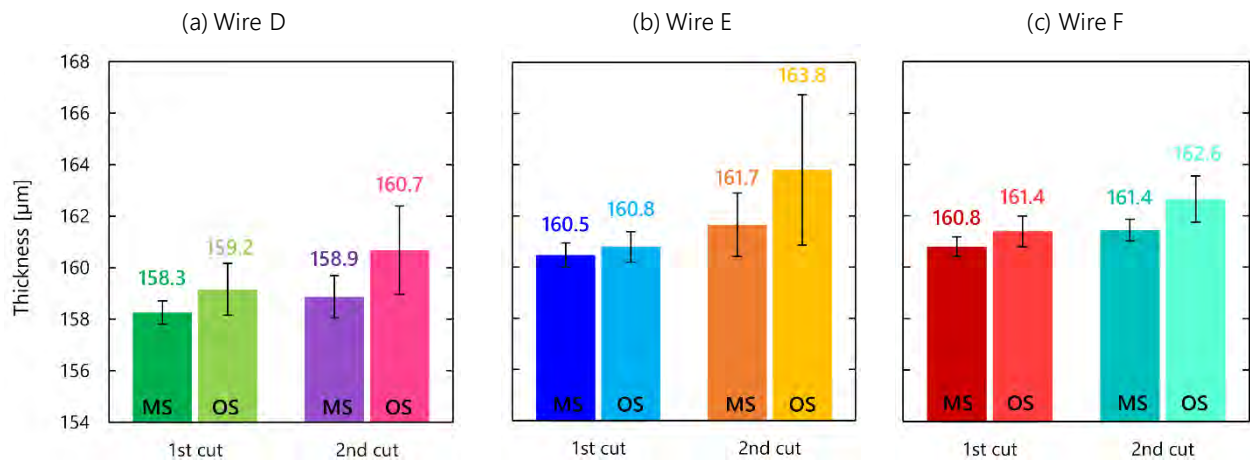 (a) Wire D
(b) Wire E
(c) Wire F
Thickness [µm]
168
166
164
162
160
158
156
154
158.3
159.2
158.9
160.7
MS
OS
MS
OS
1st cut
2nd cut
160.5
160.8
161.7
163.8
MS
OS
MS
OS
1st cut
2nd cut
160.8
161.4
161.4
162.6
MS
OS
MS
OS
1st cut
2nd cut